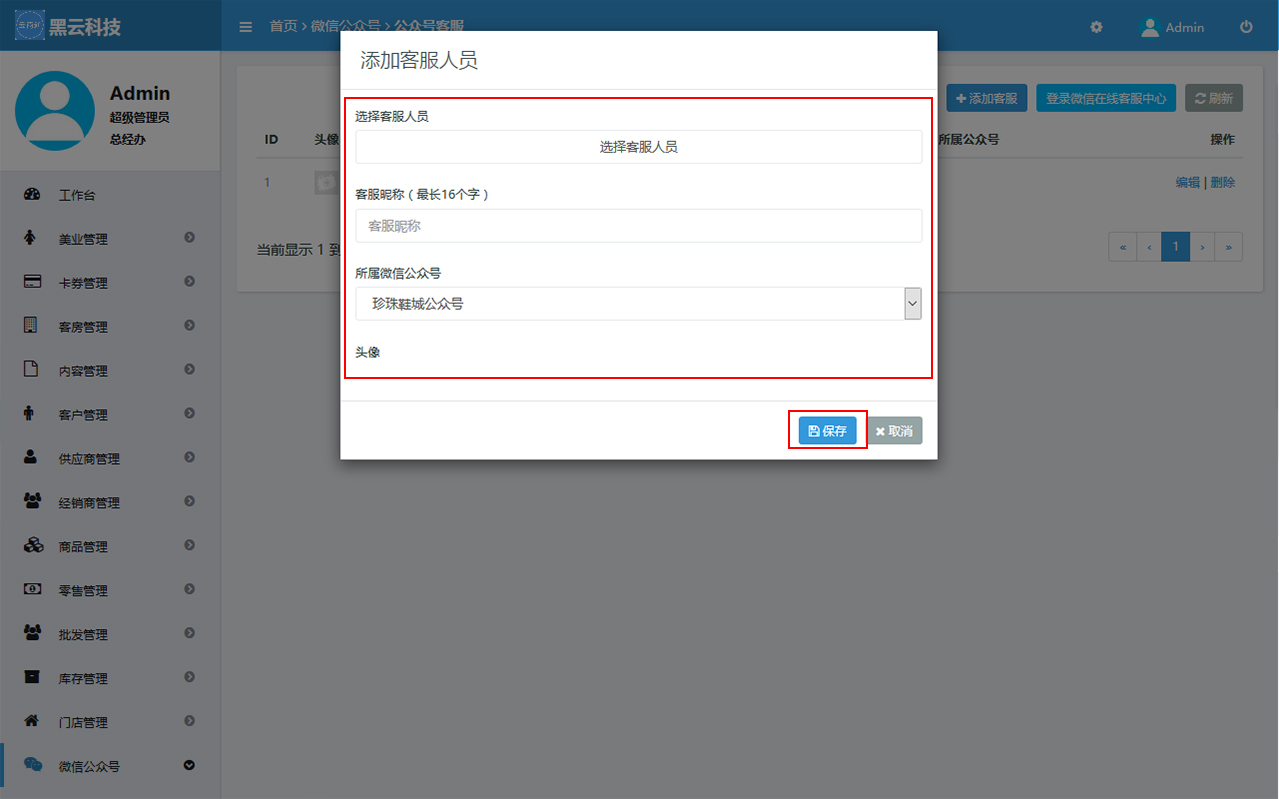 黑云科技
首页 > 微信公众号 > 公众号客服
Admin
Admin
超级管理员
总经办
工作台
美业管理
卡券管理
客房管理
内容管理
客户管理
供应商管理
经销商管理
商品管理
零售管理
批发管理
库存管理
门店管理
微信公众号
添加客服
登录微信在线客服中心
刷新
ID
头像
所属公众号
操作
1
编辑 | 删除
当前显示 1 到
«
‹
1
›
»
添加客服人员
选择客服人员
选择客服人员
客服昵称（最长16个字）
客服昵称
所属微信公众号
珍珠鞋城公众号
头像
保存
取消